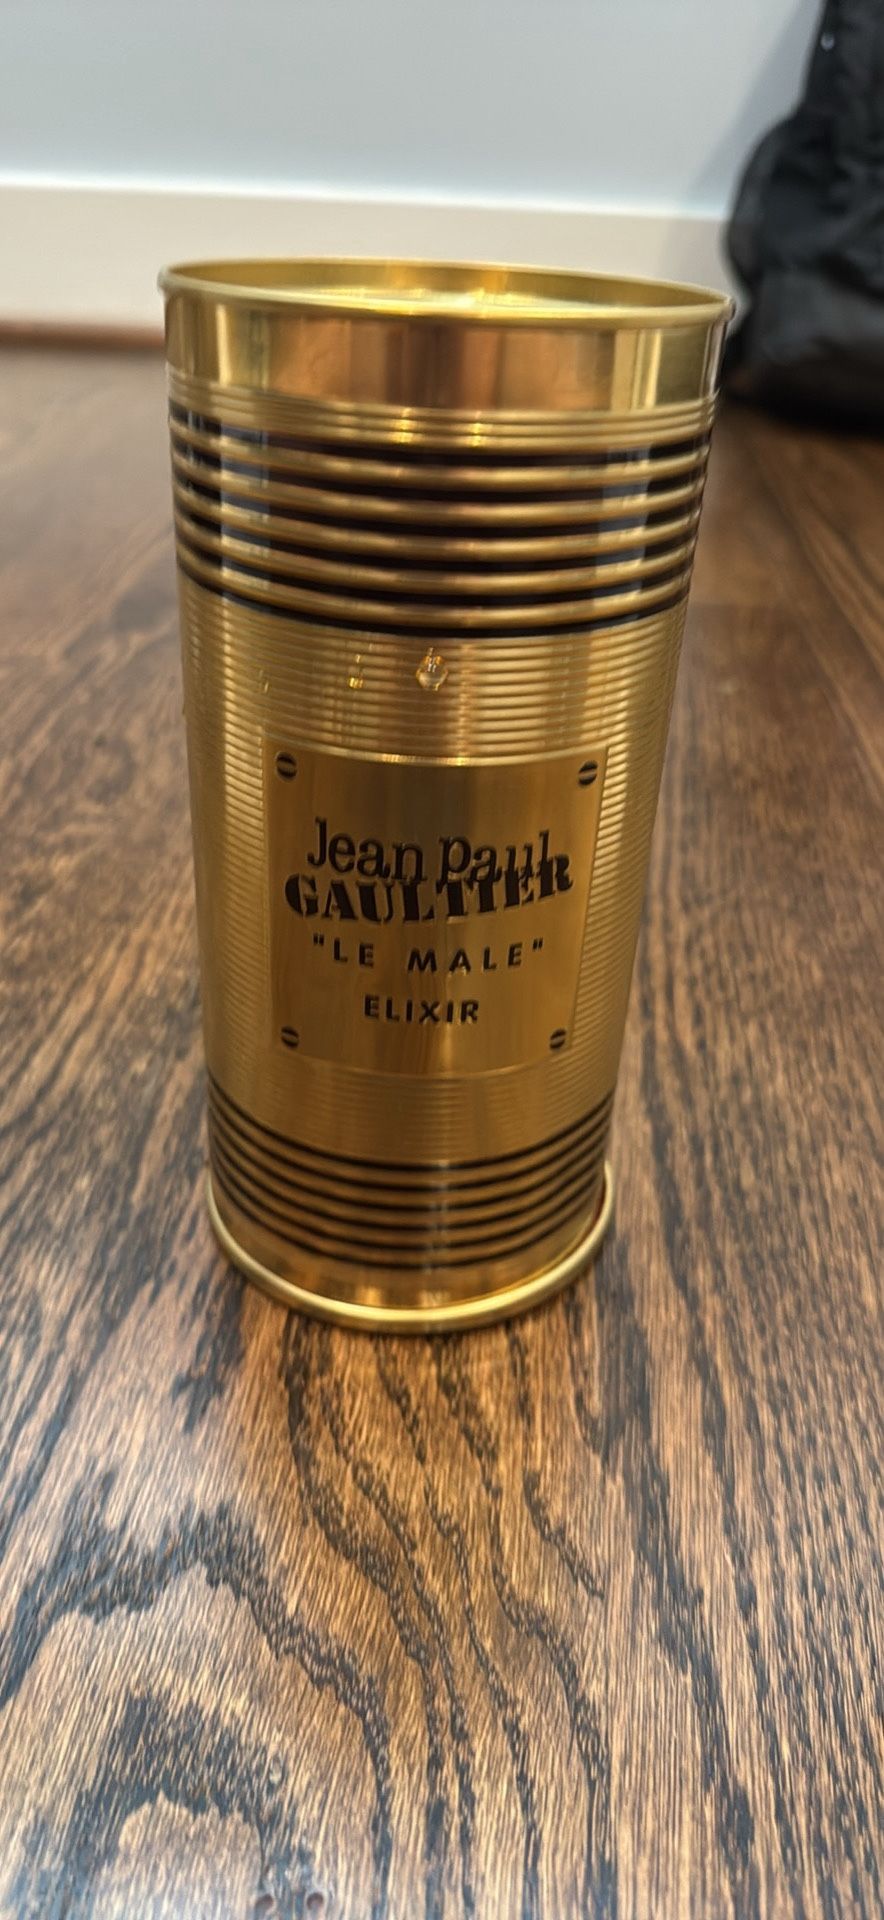 Jean Paul
GAULTIER
"LE MALE"
ELIXIR